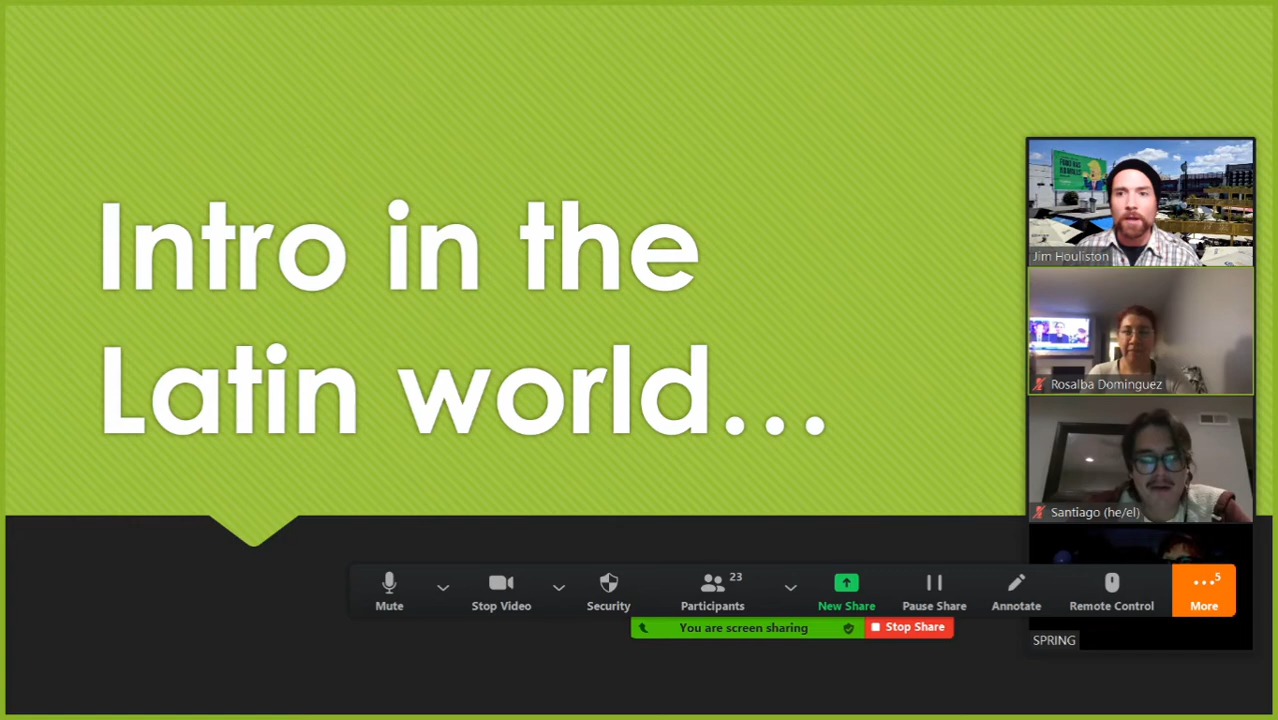 Intro in the
Latin world...
Jim Houliston
Rosalba Dominguez
Santiago (he/el)
Mute
Stop Video
Security
23
Participants
New Share
Pause Share
Annotate
Remote Control
5
More
You are screen sharing
Stop Share
SPRING